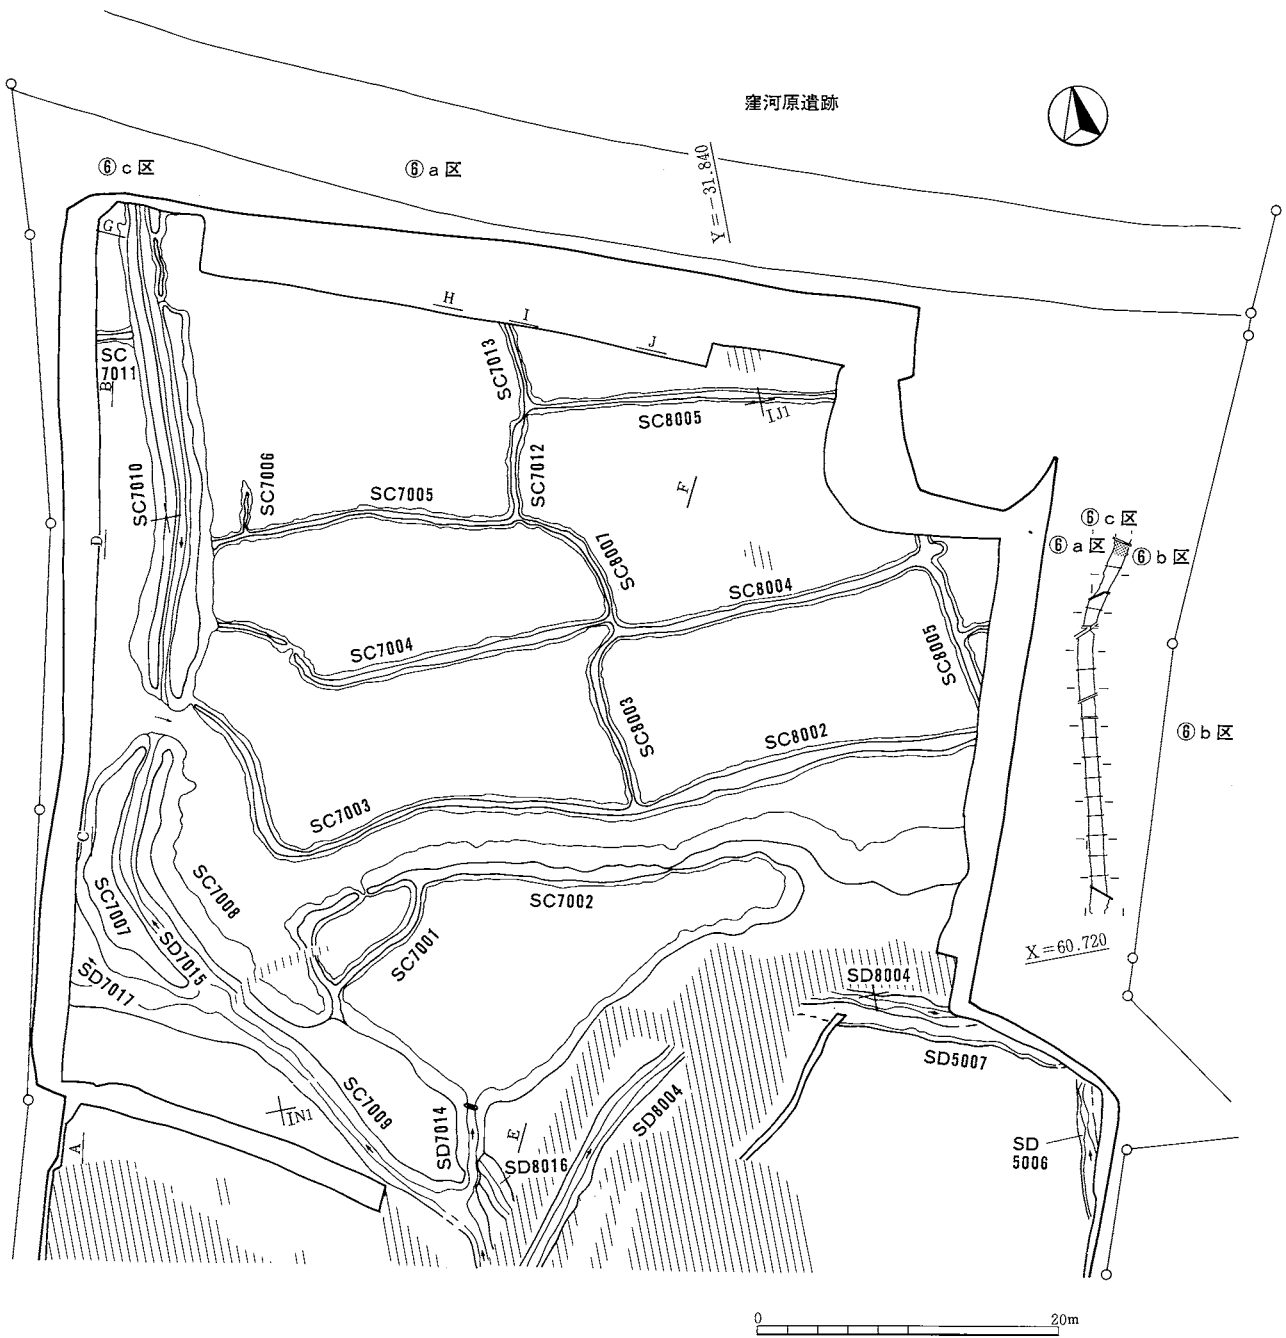 窪河原遺跡
⑥c区
⑥a区
Y=-31.840
G
H
I
J
SC
7011
B
SC7013
SC8005
IJ1
SC7010
SC7006
SC7005
SC7012
F
D
SC8007
⑥c区
⑥a区
⑥b区
SC8004
SC7004
SC8005
SC8003
SC8002
⑥b区
SC7003
C
SC7007
SC7008
SC7002
SD7015
SC7001
X=60.720
SD7017
SD8004
SD5007
SC7009
IN1
SD7014
SD8004
E
A
SD8016
SD
5006
0
20m